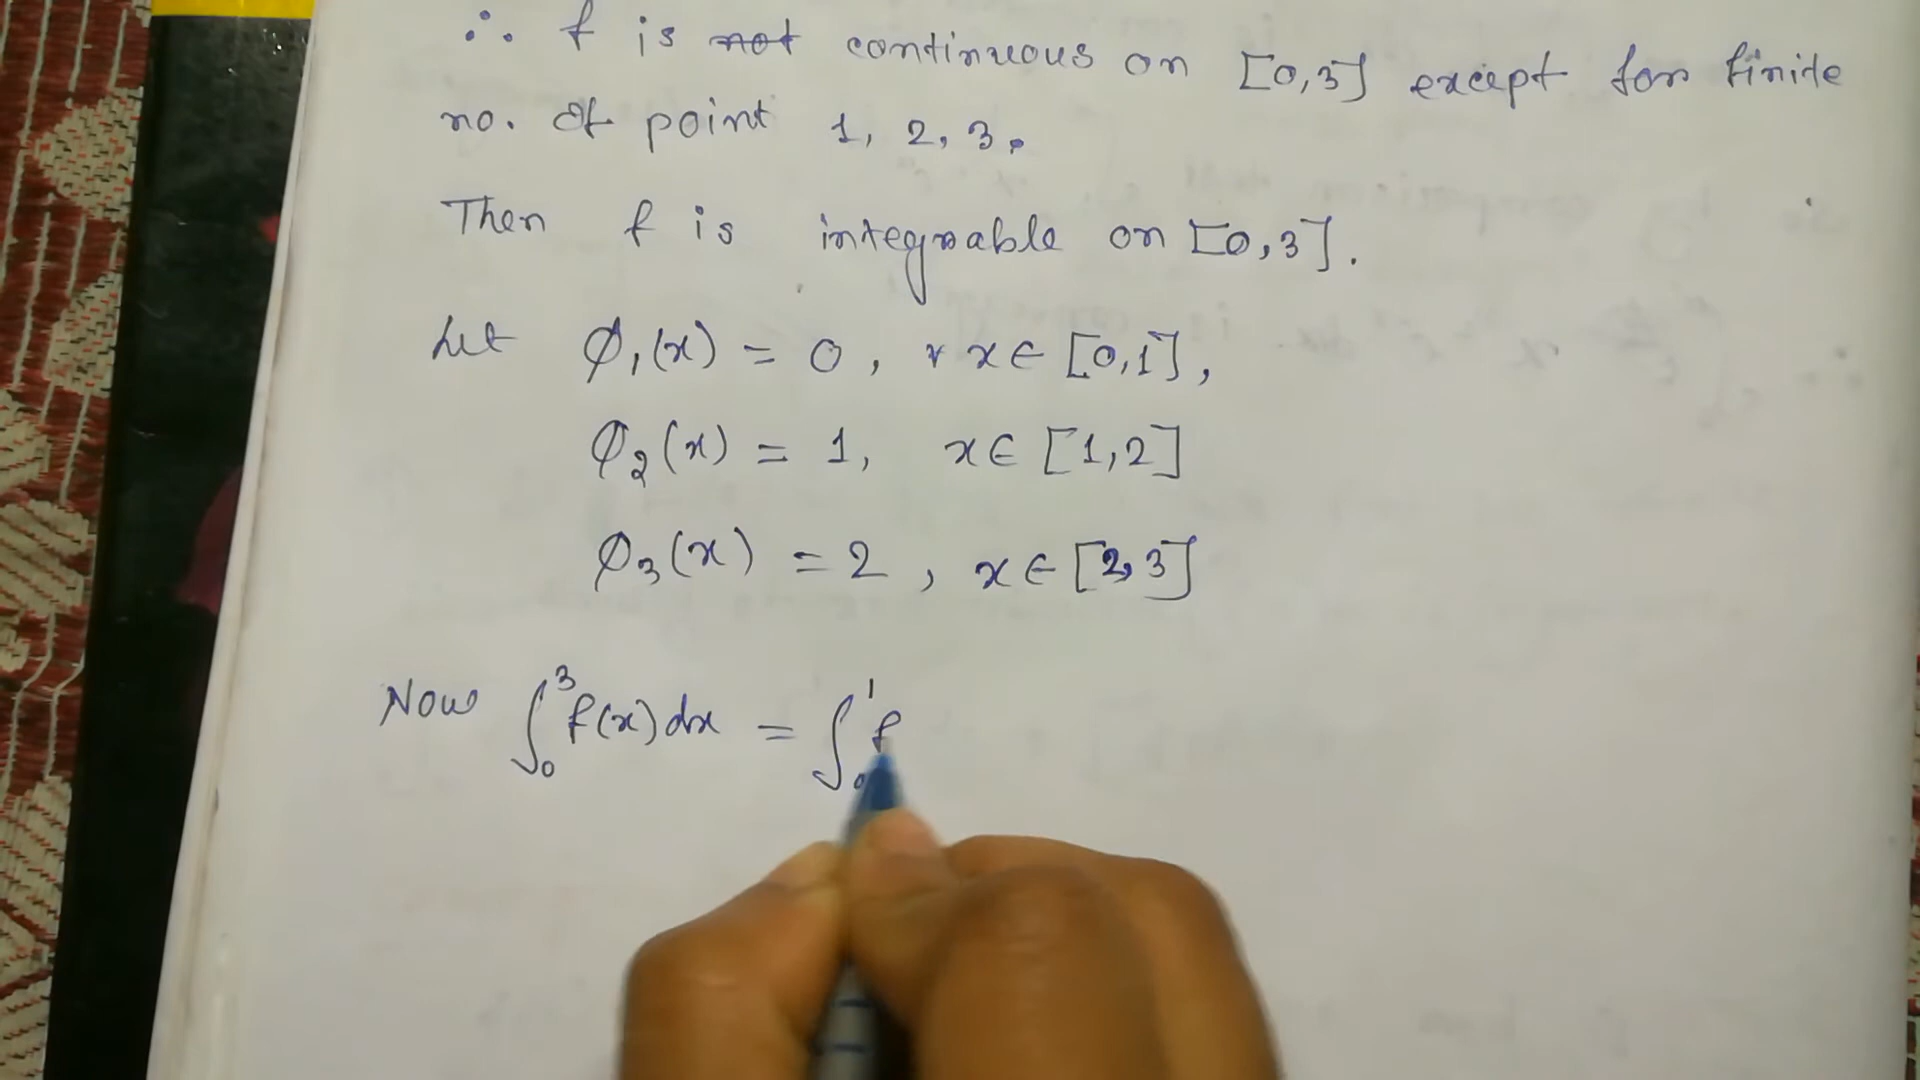 ∴ f is not continuous on [0,3] except for finite
no. of point 1, 2, 3.
Then f is integrable on [0,3].
Let φ₁(x) = 0, ∀ x ∈ [0,1],
φ₂(x) = 1, x ∈ [1,2]
φ₃(x) = 2, x ∈ [2,3]
Now ∫₀³ f(x) dx = ∫₀¹ f